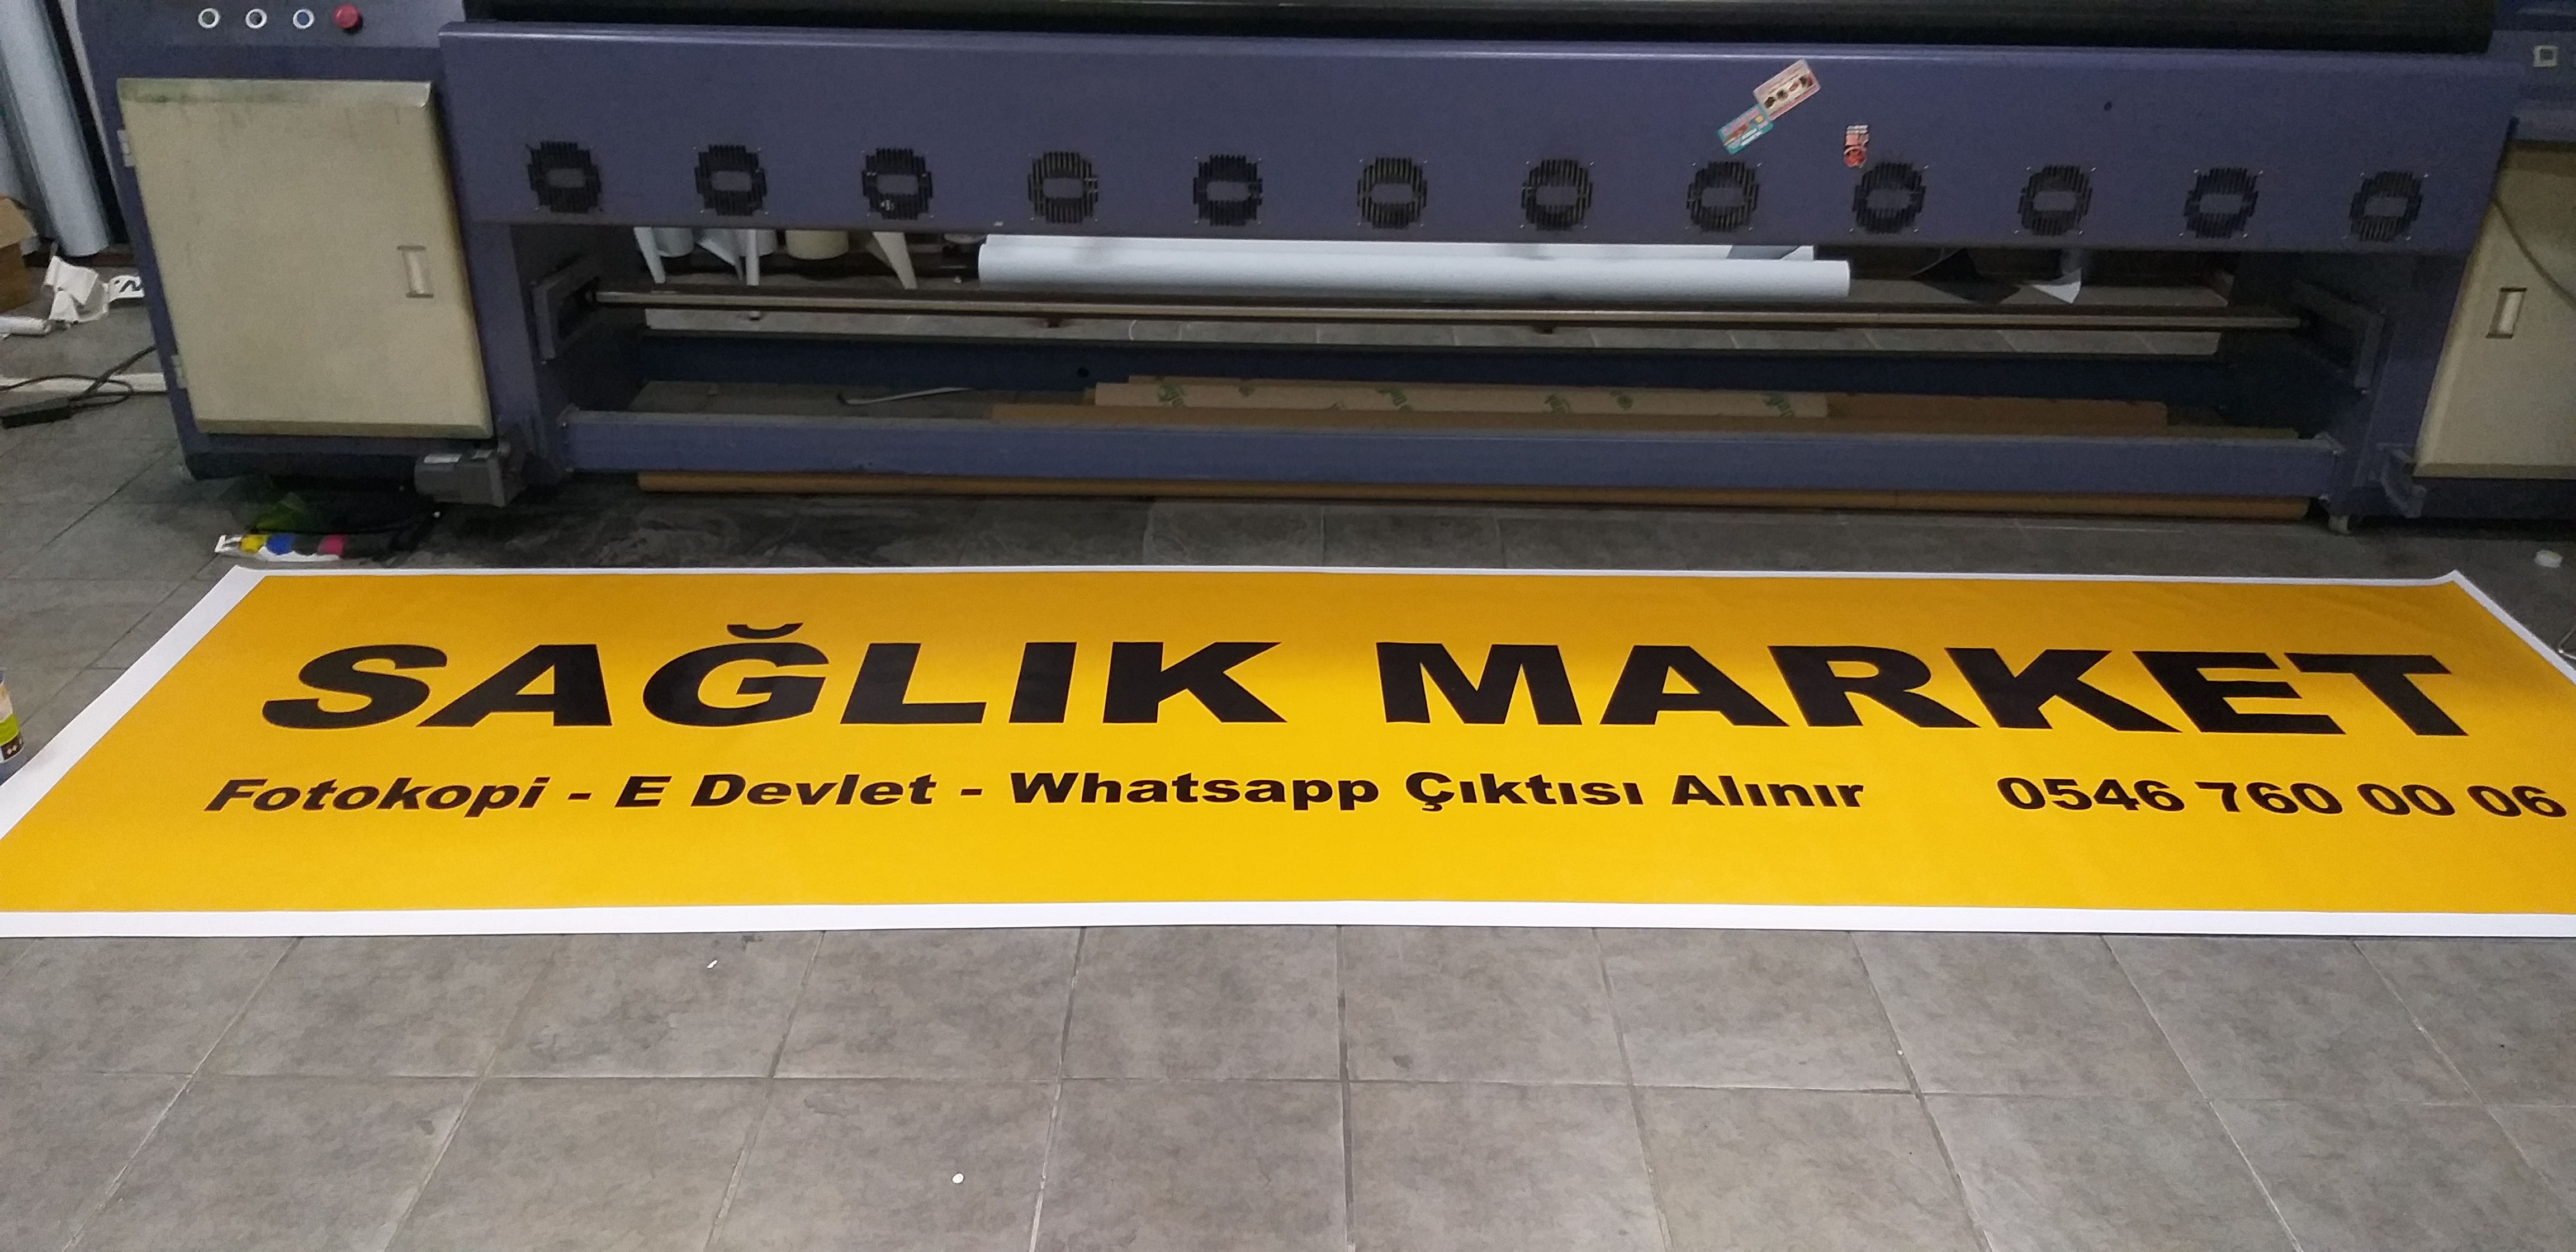 SAĞLIK MARKET
Fotokopi - E Devlet - Whatsapp Çıktısı Alınır 0546 760 00 06